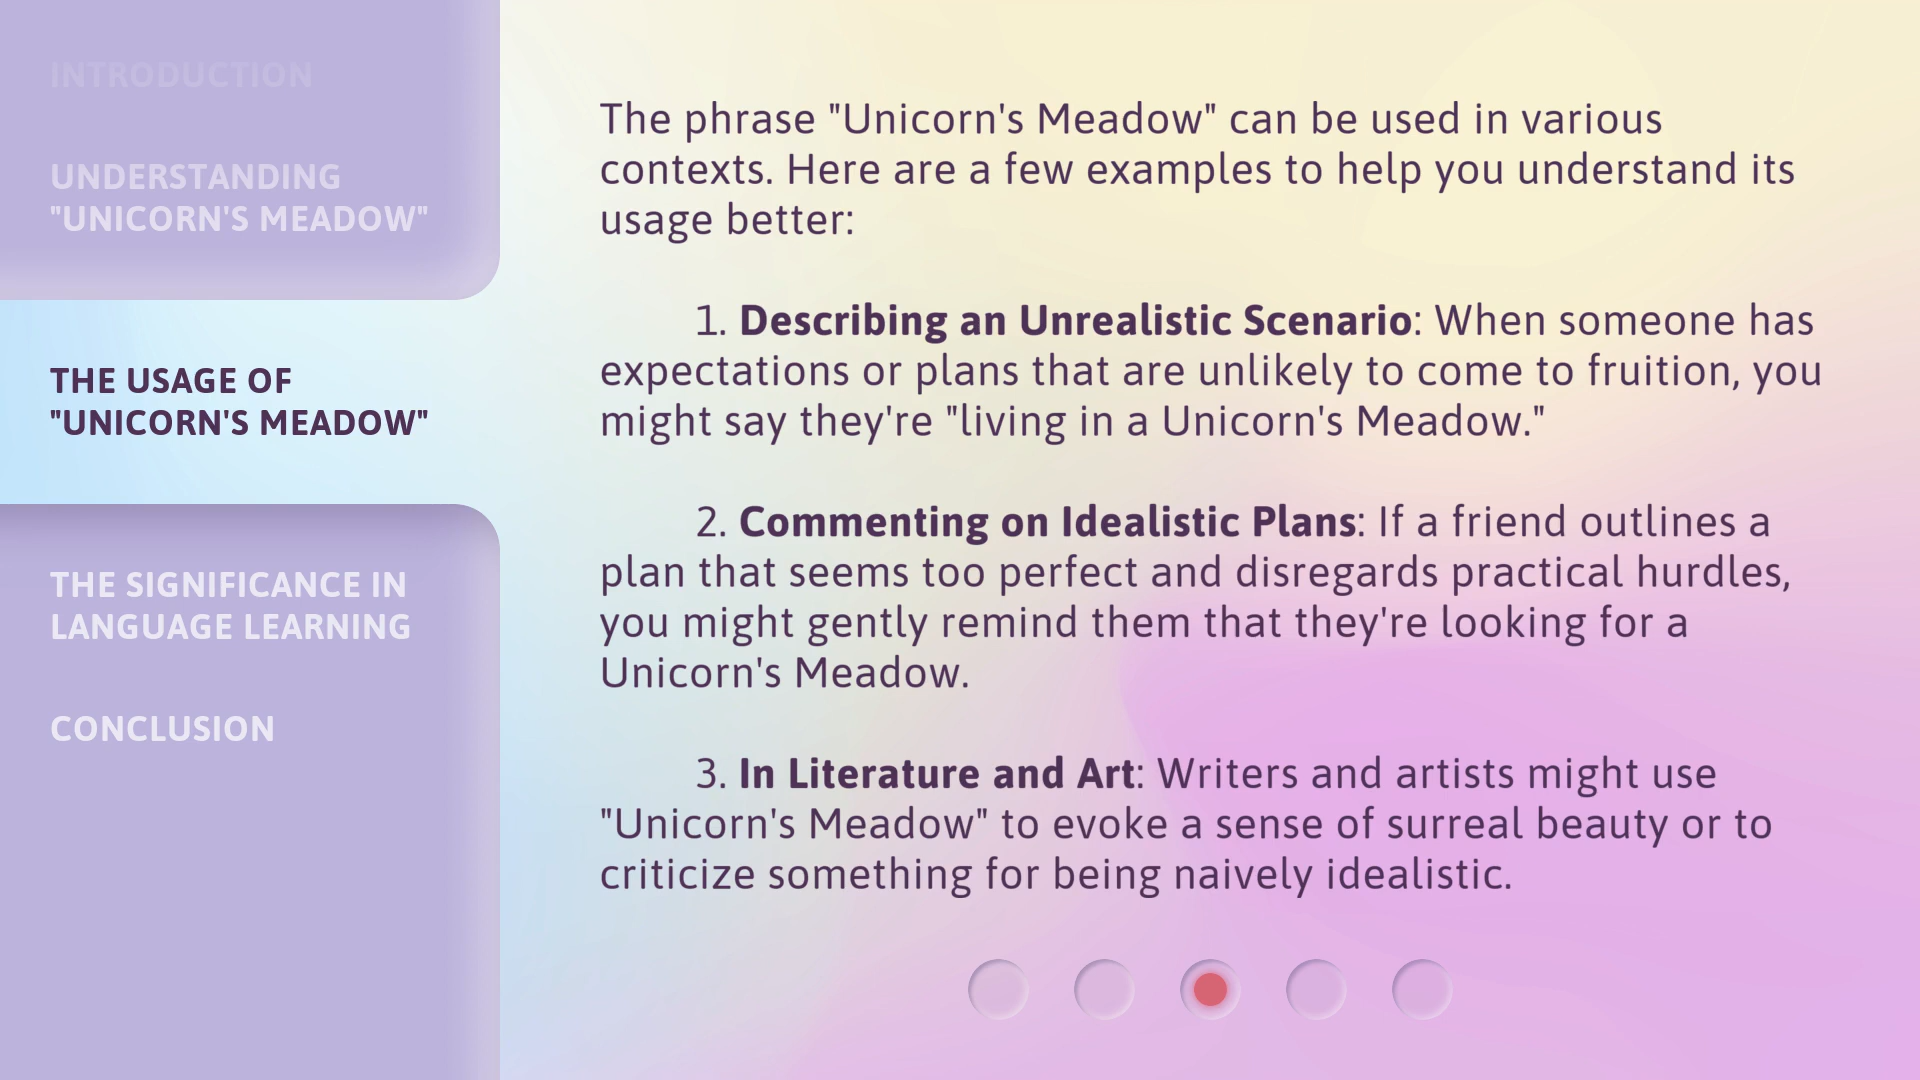 INTRODUCTION
UNDERSTANDING
"UNICORN'S MEADOW"
THE USAGE OF
"UNICORN'S MEADOW"
THE SIGNIFICANCE IN
LANGUAGE LEARNING
CONCLUSION
The phrase "Unicorn's Meadow" can be used in various
contexts. Here are a few examples to help you understand its
usage better:
1. Describing an Unrealistic Scenario: When someone has
expectations or plans that are unlikely to come to fruition, you
might say they're "living in a Unicorn's Meadow."
2. Commenting on Idealistic Plans: If a friend outlines a
plan that seems too perfect and disregards practical hurdles,
you might gently remind them that they're looking for a
Unicorn's Meadow.
3. In Literature and Art: Writers and artists might use
"Unicorn's Meadow" to evoke a sense of surreal beauty or to
criticize something for being naively idealistic.